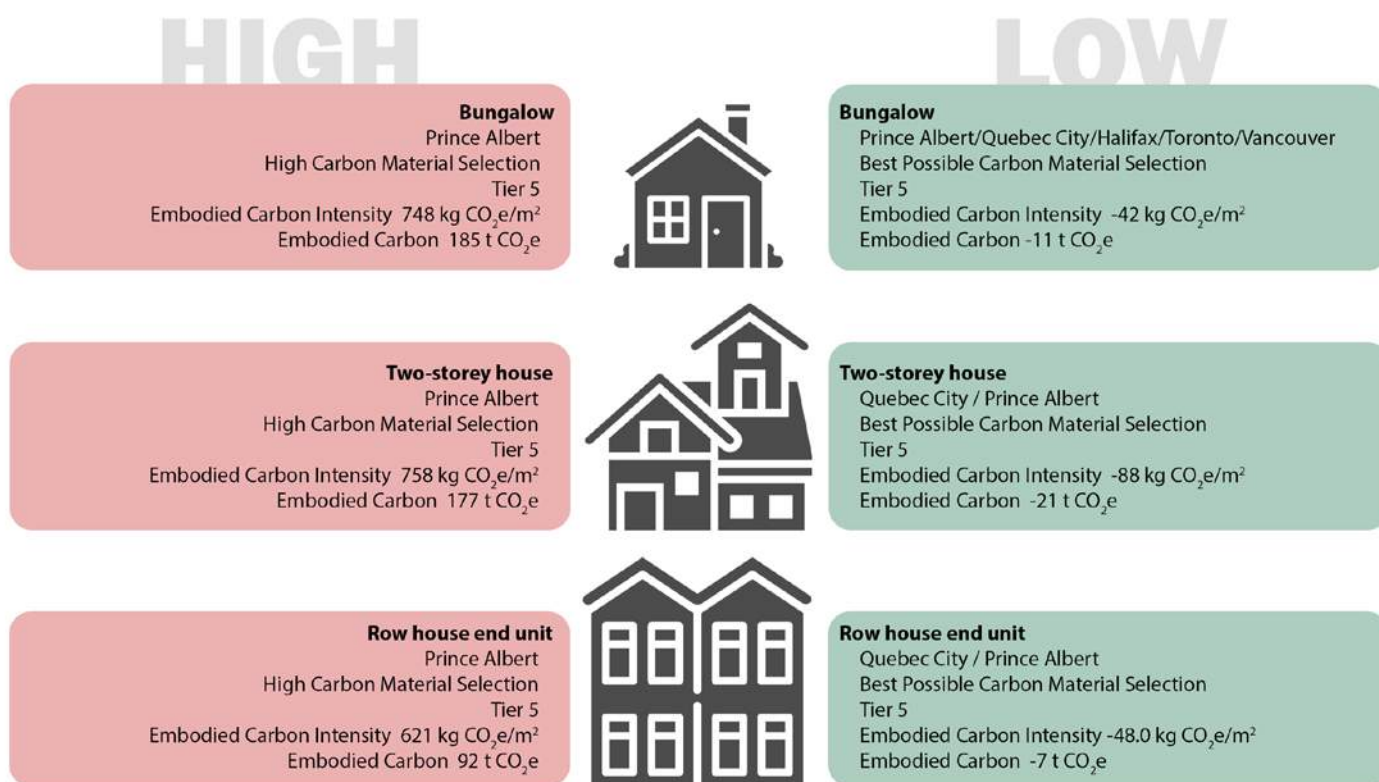 HIGH
LOW
Bungalow
Prince Albert
High Carbon Material Selection
Tier 5
Embodied Carbon Intensity 748 kg CO₂e/m²
Embodied Carbon 185 t CO₂e
Bungalow
Prince Albert/Quebec City/Halifax/Toronto/Vancouver
Best Possible Carbon Material Selection
Tier 5
Embodied Carbon Intensity -42 kg CO₂e/m²
Embodied Carbon -11 t CO₂e
Two-storey house
Prince Albert
High Carbon Material Selection
Tier 5
Embodied Carbon Intensity 758 kg CO₂e/m²
Embodied Carbon 177 t CO₂e
Two-storey house
Quebec City / Prince Albert
Best Possible Carbon Material Selection
Tier 5
Embodied Carbon Intensity -88 kg CO₂e/m²
Embodied Carbon -21 t CO₂e
Row house end unit
Prince Albert
High Carbon Material Selection
Tier 5
Embodied Carbon Intensity 621 kg CO₂e/m²
Embodied Carbon 92 t CO₂e
Row house end unit
Quebec City / Prince Albert
Best Possible Carbon Material Selection
Tier 5
Embodied Carbon Intensity -48.0 kg CO₂e/m²
Embodied Carbon -7 t CO₂e